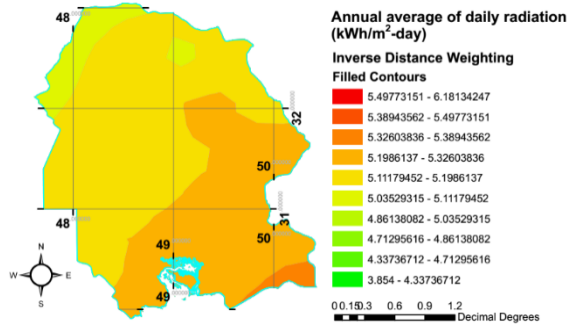 48
Annual average of daily radiation
(kWh/m²-day)
Inverse Distance Weighting
Filled Contours
5.49773151 - 6.18134247
5.38943562 - 5.49773151
5.32603836 - 5.38943562
5.1986137 - 5.32603836
5.11179452 - 5.1986137
5.03529315 - 5.11179452
4.86138082 - 5.03529315
4.71295616 - 4.86138082
4.33736712 - 4.71295616
3.854 - 4.33736712
32
50
31
48
50
49
49
N
W
E
S
0 0.15 0.3 0.6 0.9 1.2
Decimal Degrees